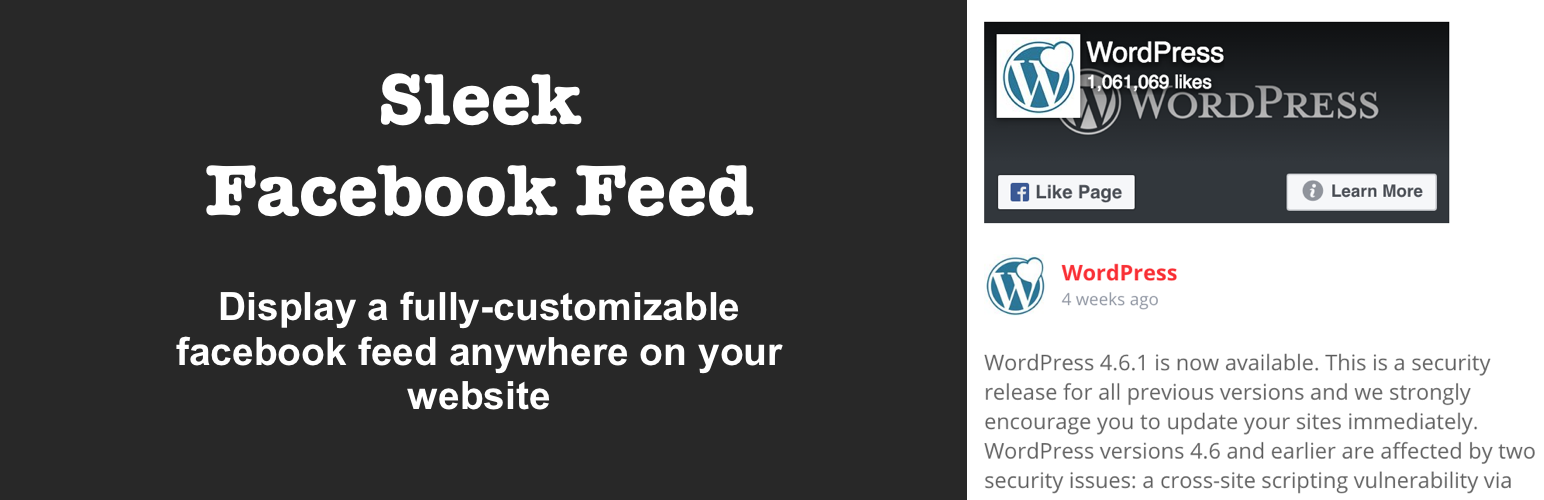 Sleek
Facebook Feed
Display a fully-customizable
facebook feed anywhere on your
website
WordPress
1,061,069 likes
WORDPRESS
Like Page
Learn More
WordPress
4 weeks ago
WordPress 4.6.1 is now available. This is a security
release for all previous versions and we strongly
encourage you to update your sites immediately.
WordPress versions 4.6 and earlier are affected by two
security issues: a cross-site scripting vulnerability via